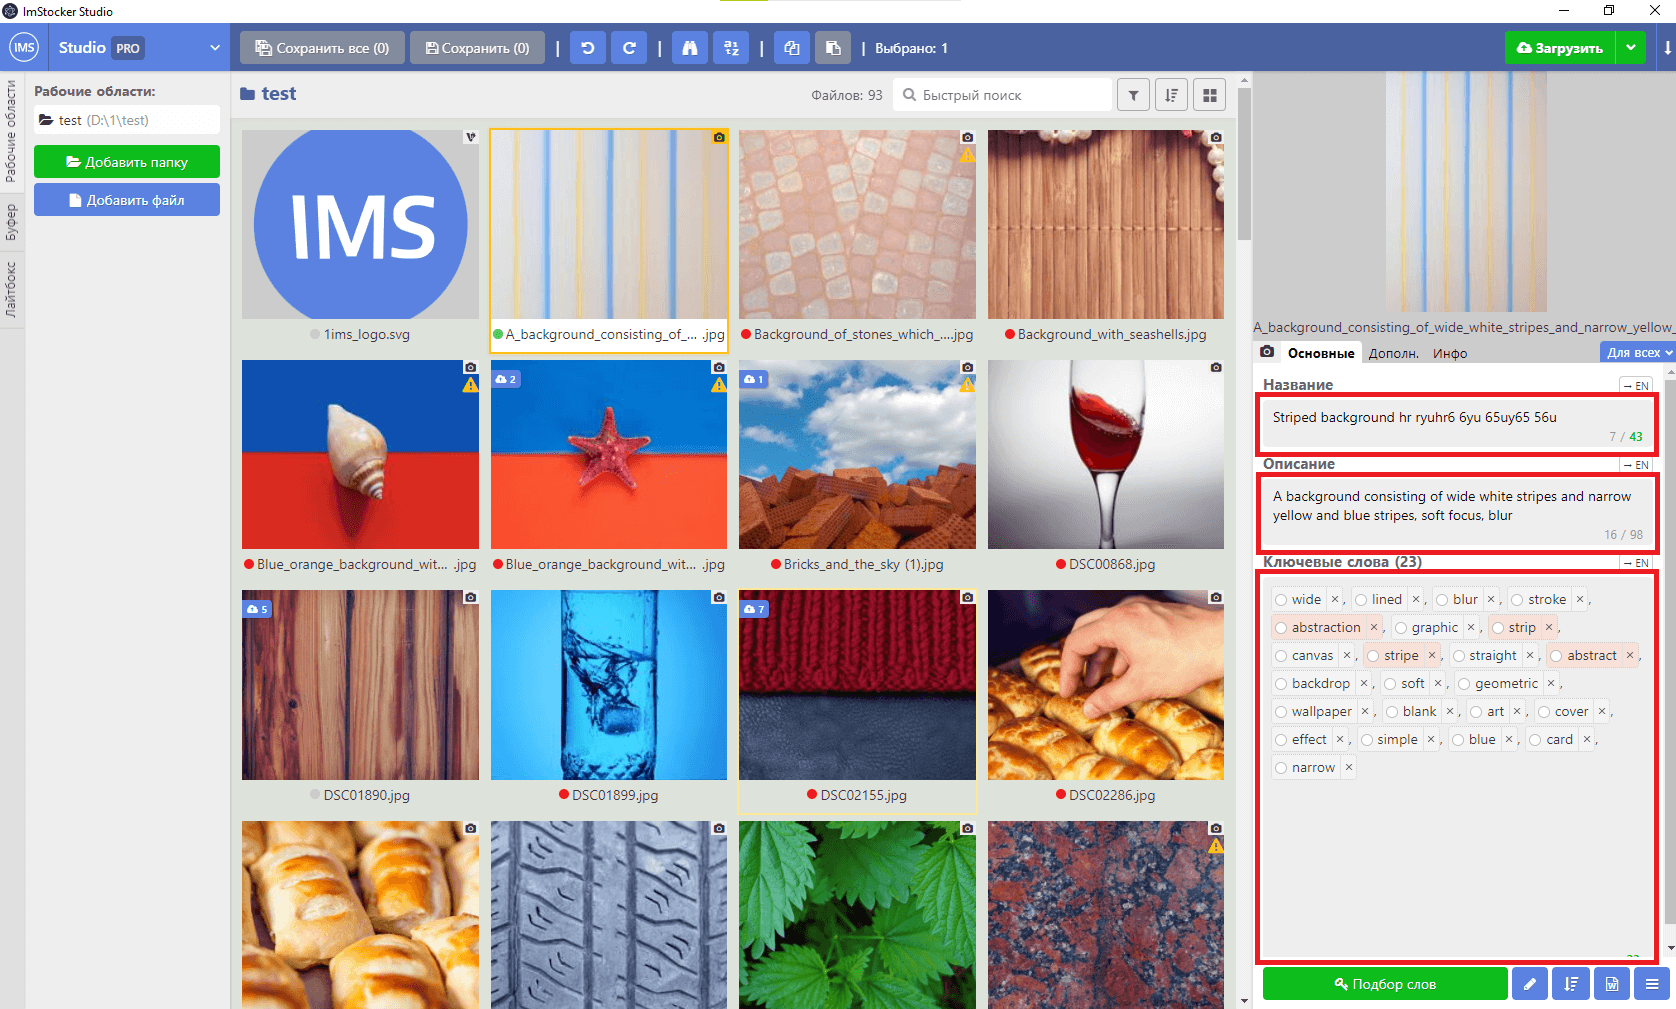 ImStocker Studio
IMS
Studio PRO
Сохранить все (0)
Сохранить (0)
Выбрано: 1
Загрузить
Рабочие области
Буфер
Лайтбокс
Рабочие области:
test (D:\1\test)
Добавить папку
Добавить файл
test
Файлов: 93
Быстрый поиск
IMS
1ims_logo.svg
A_background_consisting_of_... .jpg
Background_of_stones_which_....jpg
Background_with_seashells.jpg
2
1
Blue_orange_background_wit... .jpg
Blue_orange_background_wit... .jpg
Bricks_and_the_sky (1).jpg
DSC00868.jpg
5
7
DSC01890.jpg
DSC01899.jpg
DSC02155.jpg
DSC02286.jpg
A_background_consisting_of_wide_white_stripes_and_narrow_yellow_
Основные
Дополн.
Инфо
Для всех
Название
→ EN
Striped background hr ryuhr6 6yu 65uy65 56u
7 / 43
Описание
→ EN
A background consisting of wide white stripes and narrow
yellow and blue stripes, soft focus, blur
16 / 98
Ключевые слова (23)
→ EN
wide ×, lined ×, blur ×, stroke ×,
abstraction ×, graphic ×, strip ×,
canvas ×, stripe ×, straight ×, abstract ×,
backdrop ×, soft ×, geometric ×,
wallpaper ×, blank ×, art ×, cover ×,
effect ×, simple ×, blue ×, card ×,
narrow ×
Подбор слов